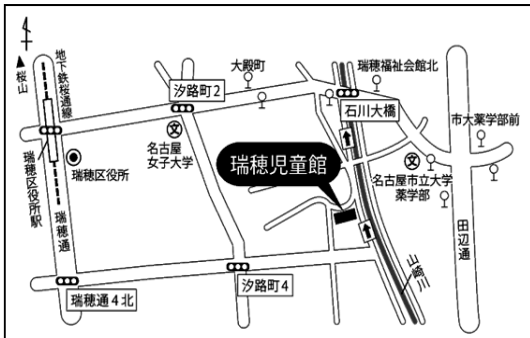 桜山
地下鉄桜通線
瑞穂区役所駅
瑞穂区役所
瑞穂通
瑞穂通4北
汐路町2
文
名古屋
女子大学
大殿町
瑞穂児童館
汐路町4
瑞穂福祉会館北
石川大橋
文
名古屋市立大学
薬学部
市大薬学部前
田辺通
山崎川